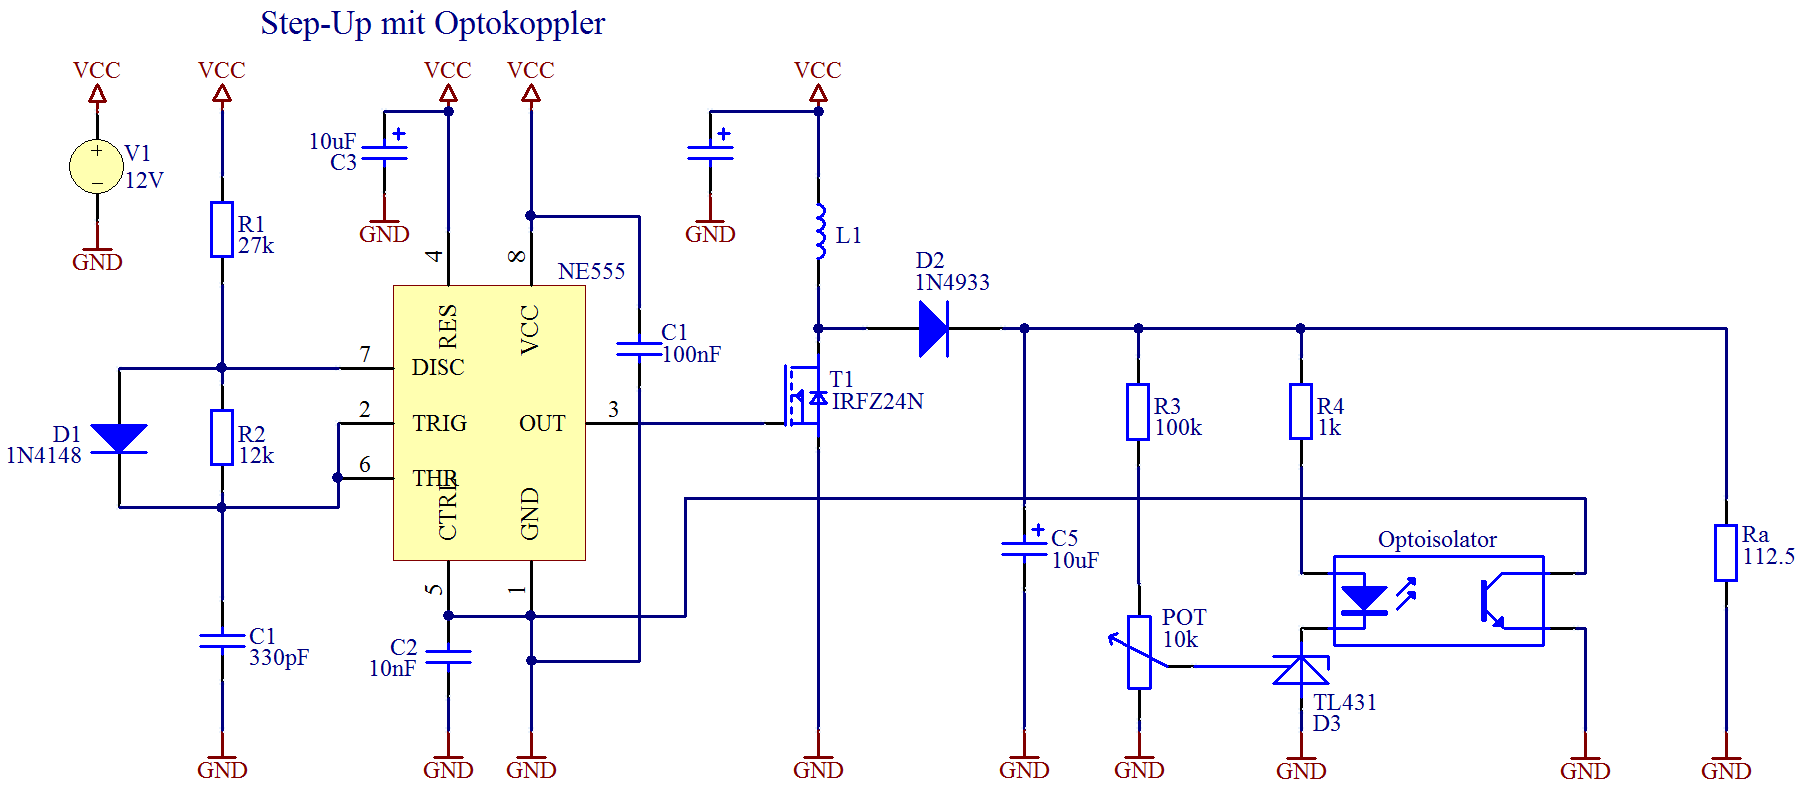 Step-Up mit Optokoppler
VCC
VCC
VCC
VCC
VCC
+
V1
12V
GND
R1
27k
10uF
C3
+
GND
+
GND
L1
4
8
NE555
RES
VCC
C1
100nF
D2
1N4933
7
DISC
2
TRIG
6
THR
CTRL
GND
OUT
3
D1
1N4148
R2
12k
T1
IRFZ24N
R3
100k
R4
1k
5
1
C1
330pF
C2
10nF
+
C5
10uF
POT
10k
Optoisolator
TL431
D3
Ra
112.5
GND
GND
GND
GND
GND
GND
GND
GND
GND